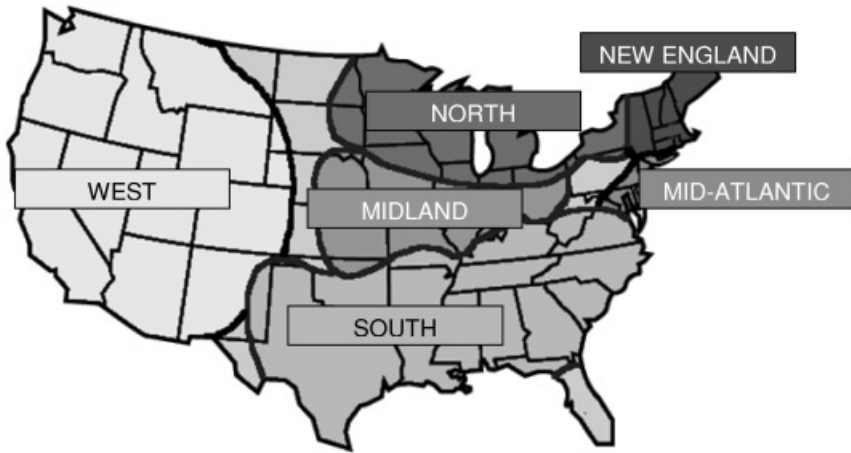 NEW ENGLAND
NORTH
WEST
MIDLAND
MID-ATLANTIC
SOUTH